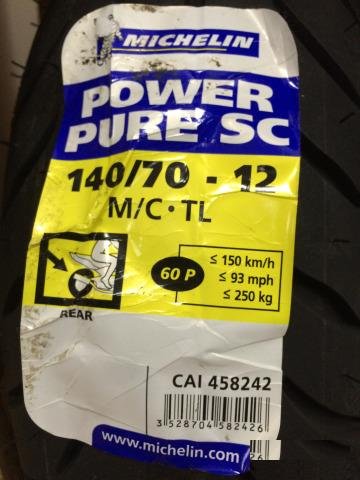 MICHELIN
POWER
PURE SC
140/70 - 12
M/C • TL
60 P
≤ 150 km/h
≤ 93 mph
≤ 250 kg
REAR
CAI 458242
3 528704 582426
www.michelin.com